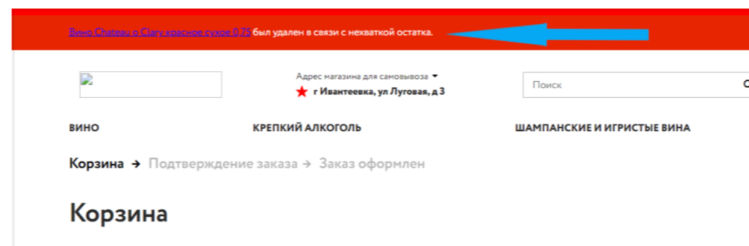 Вино Chateau o Clary красное сухое 0,75 был удален в связи с нехваткой остатка.
Адрес магазина для самовывоза
г Ивантеевка, ул Луговая, д 3
Поиск
ВИНО КРЕПКИЙ АЛКОГОЛЬ ШАМПАНСКИЕ И ИГРИСТЫЕ ВИНА
Корзина → Подтверждение заказа → Заказ оформлен
Корзина